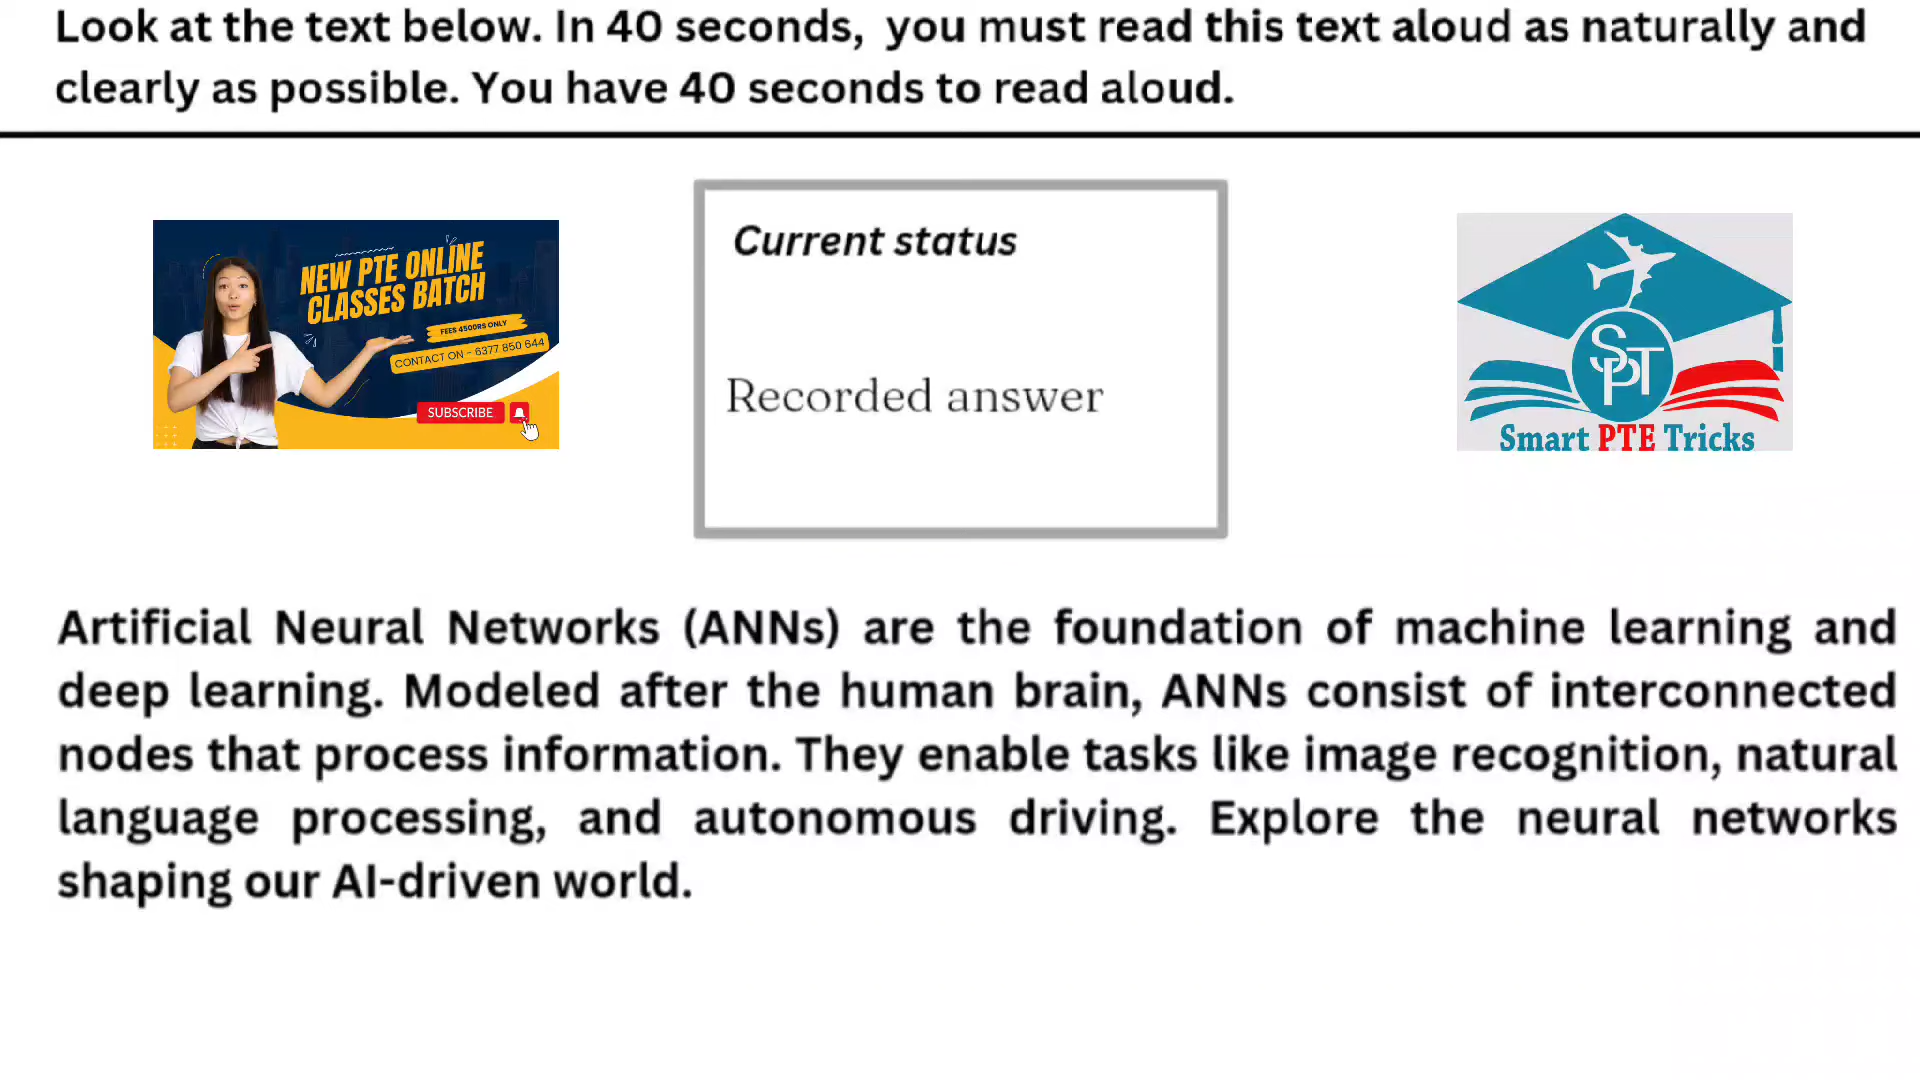 Look at the text below. In 40 seconds, you must read this text aloud as naturally and
clearly as possible. You have 40 seconds to read aloud.
NEW PTE ONLINE
CLASSES BATCH
FEES 4500RS ONLY
CONTACT ON - 6377 850 644
SUBSCRIBE
Current status
Recorded answer
SPT
Smart PTE Tricks
Artificial Neural Networks (ANNs) are the foundation of machine learning and
deep learning. Modeled after the human brain, ANNs consist of interconnected
nodes that process information. They enable tasks like image recognition, natural
language processing, and autonomous driving. Explore the neural networks
shaping our AI-driven world.